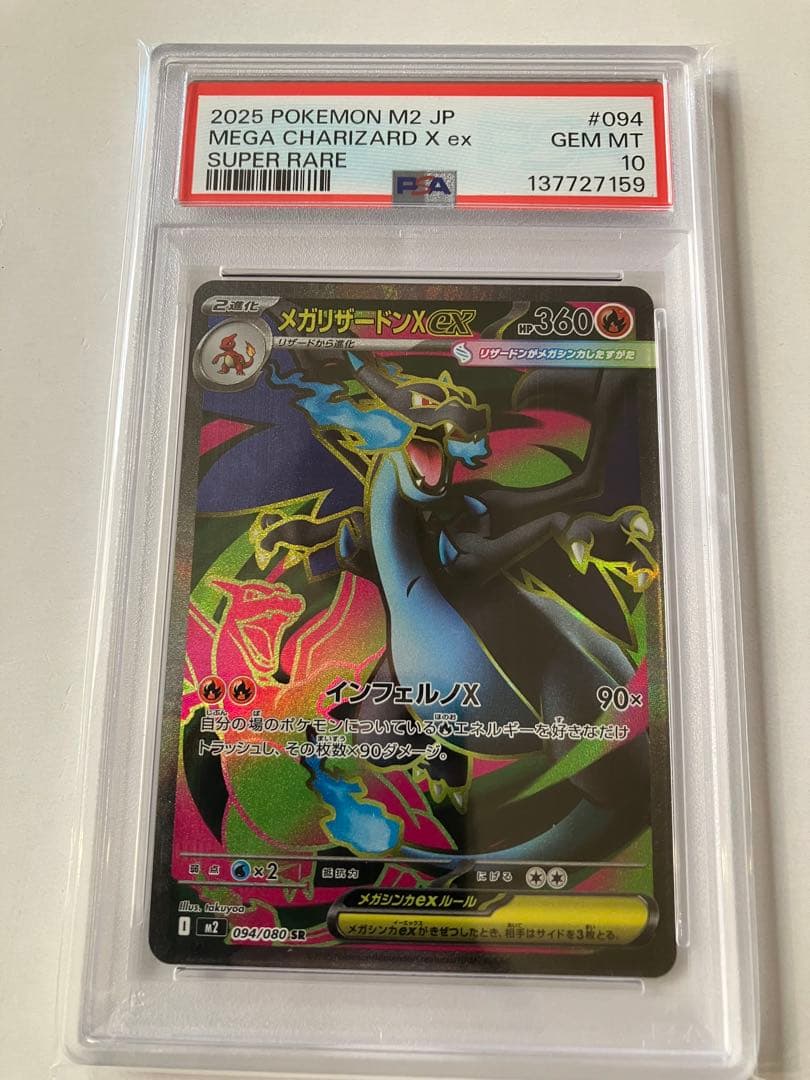 2025 POKEMON M2 JP #094
MEGA CHARIZARD X ex GEM MT
SUPER RARE 10
PSA 137727159
2進化 メガリザードンXex HP360
リザードから進化 リザードンがメガシンカしたすがた
インフェルノX 90×
自分の場のポケモンについている エネルギーを好きなだけ
トラッシュし、その枚数×90ダメージ。
弱点 ×2 抵抗力 にげる
メガシンカexルール
メガシンカexがきぜつしたとき、相手はサイドを3枚とる。
Illus. takuyoa
I m2 094/080 SR